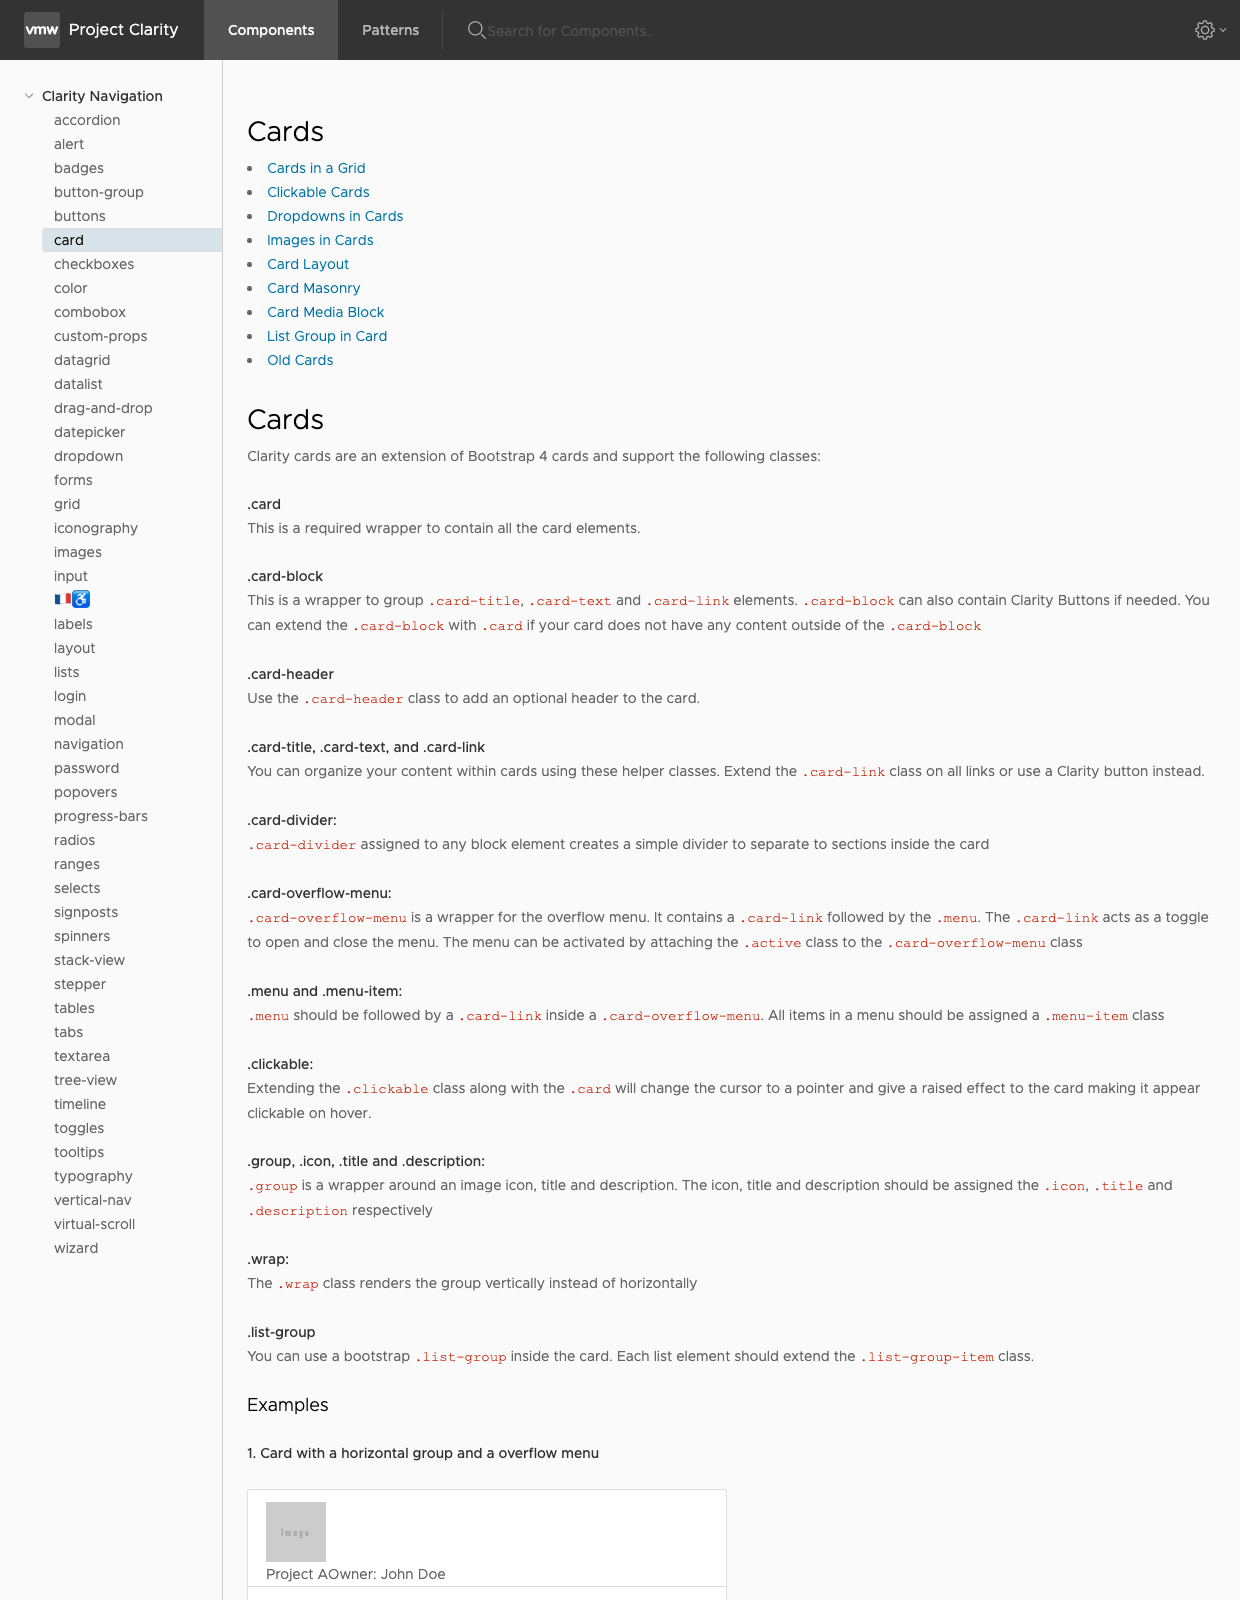 vmw Project Clarity Components Patterns Search for Components..
Clarity Navigation
accordion
alert
badges
button-group
buttons
card
checkboxes
color
combobox
custom-props
datagrid
datalist
drag-and-drop
datepicker
dropdown
forms
grid
iconography
images
input
🇫🇷♿
labels
layout
lists
login
modal
navigation
password
popovers
progress-bars
radios
ranges
selects
signposts
spinners
stack-view
stepper
tables
tabs
textarea
tree-view
timeline
toggles
tooltips
typography
vertical-nav
virtual-scroll
wizard
Cards
Cards in a Grid
Clickable Cards
Dropdowns in Cards
Images in Cards
Card Layout
Card Masonry
Card Media Block
List Group in Card
Old Cards
Cards
Clarity cards are an extension of Bootstrap 4 cards and support the following classes:
.card
This is a required wrapper to contain all the card elements.
.card-block
This is a wrapper to group .card-title, .card-text and .card-link elements. .card-block can also contain Clarity Buttons if needed. You
can extend the .card-block with .card if your card does not have any content outside of the .card-block
.card-header
Use the .card-header class to add an optional header to the card.
.card-title, .card-text, and .card-link
You can organize your content within cards using these helper classes. Extend the .card-link class on all links or use a Clarity button instead.
.card-divider:
.card-divider assigned to any block element creates a simple divider to separate to sections inside the card
.card-overflow-menu:
.card-overflow-menu is a wrapper for the overflow menu. It contains a .card-link followed by the .menu. The .card-link acts as a toggle
to open and close the menu. The menu can be activated by attaching the .active class to the .card-overflow-menu class
.menu and .menu-item:
.menu should be followed by a .card-link inside a .card-overflow-menu. All items in a menu should be assigned a .menu-item class
.clickable:
Extending the .clickable class along with the .card will change the cursor to a pointer and give a raised effect to the card making it appear
clickable on hover.
.group, .icon, .title and .description:
.group is a wrapper around an image icon, title and description. The icon, title and description should be assigned the .icon, .title and
.description respectively
.wrap:
The .wrap class renders the group vertically instead of horizontally
.list-group
You can use a bootstrap .list-group inside the card. Each list element should extend the .list-group-item class.
Examples
1. Card with a horizontal group and a overflow menu
Image
Project AOwner: John Doe